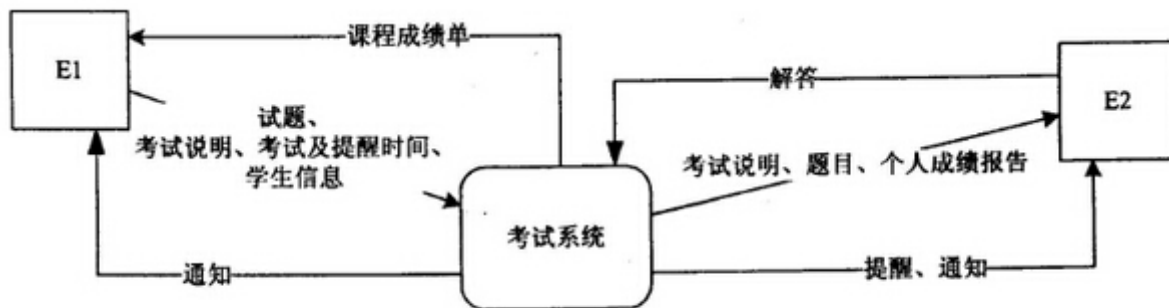 课程成绩单
E1
解答
E2
试题、
考试说明、考试及提醒时间、
学生信息
考试说明、题目、个人成绩报告
考试系统
通知
提醒、通知